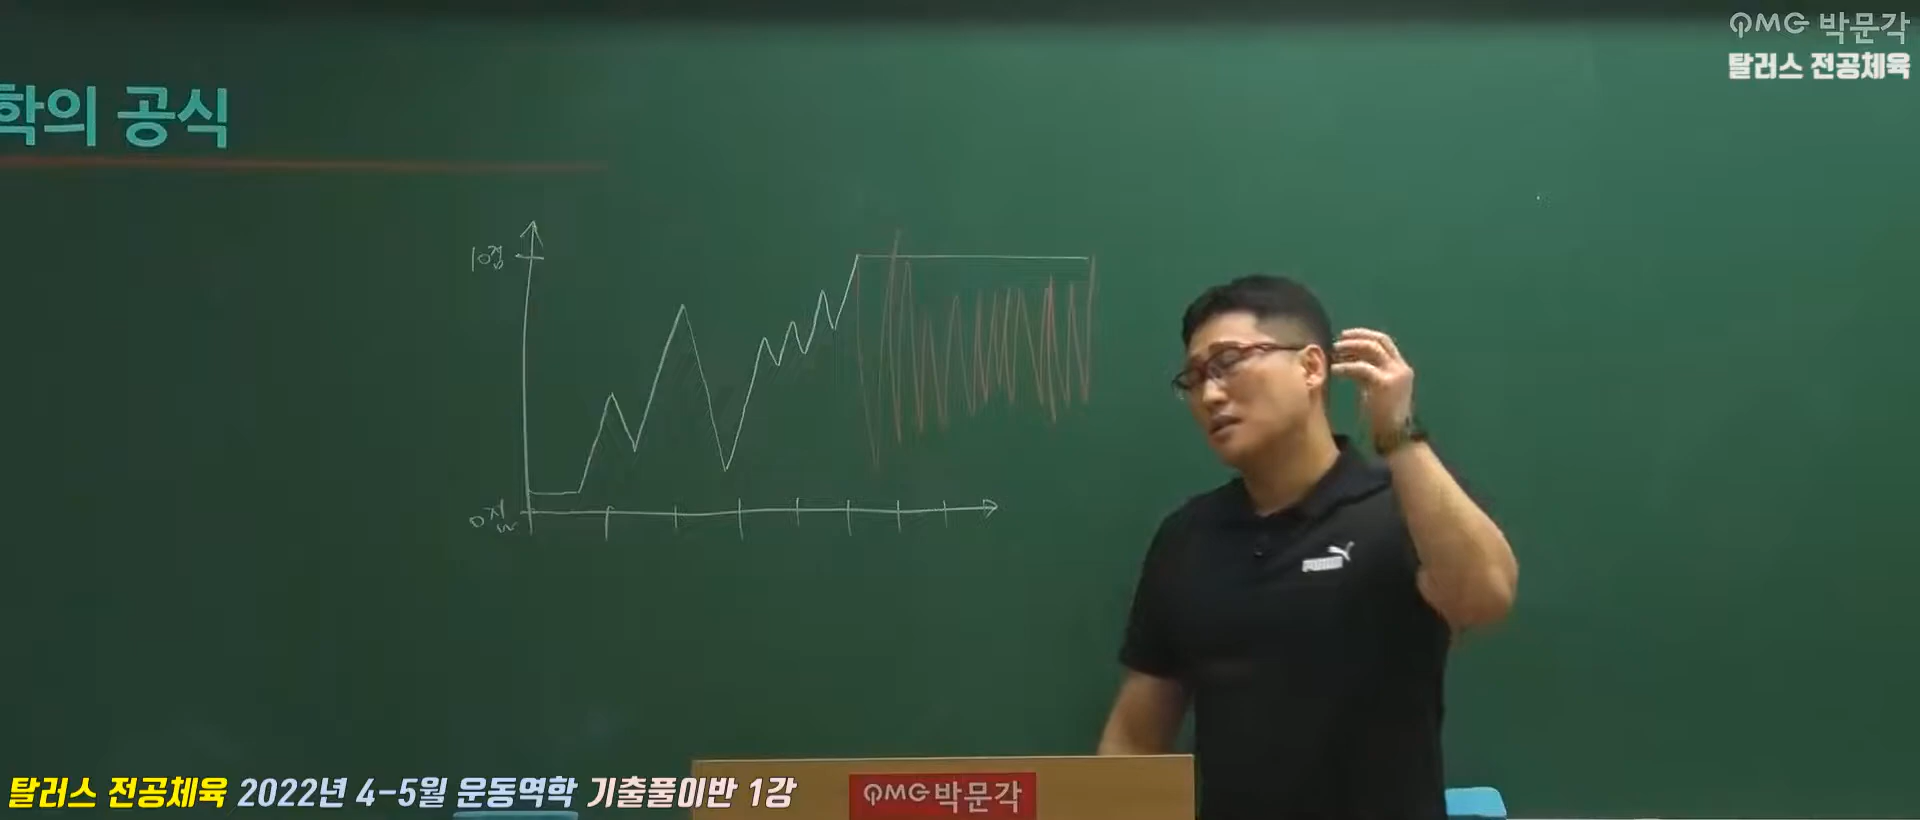 PMG 박문각
탈러스 전공체육
학의 공식
10점
0점
PUMA
탈러스 전공체육 2022년 4-5월 운동역학 기출풀이반 1강
PMG 박문각